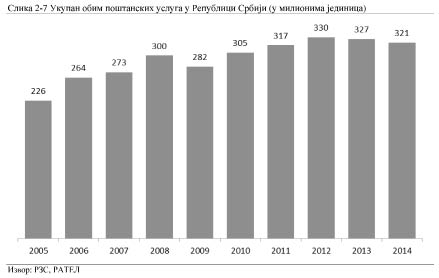 Слика 2-7 Укупан обим поштанских услуга у Републици Србији (у милионима јединица)
226 264 273 300 282 305 317 330 327 321
2005 2006 2007 2008 2009 2010 2011 2012 2013 2014
Извор: РЗС, РАТЕЛ